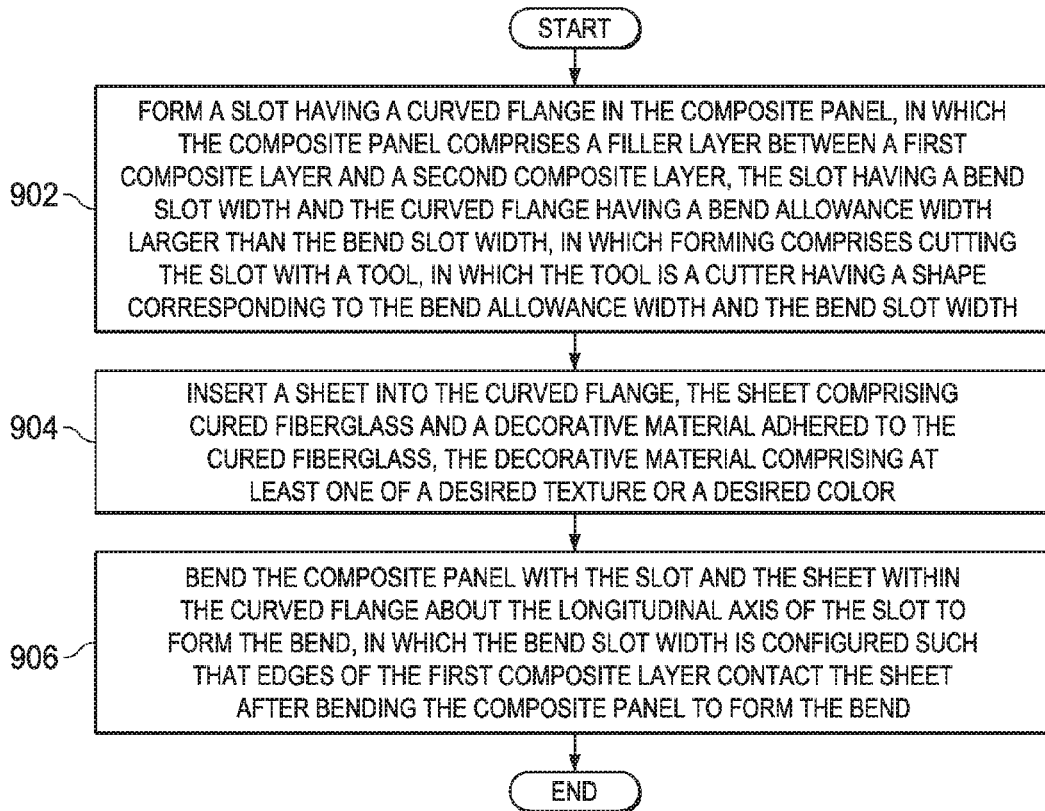 START
FORM A SLOT HAVING A CURVED FLANGE IN THE COMPOSITE PANEL, IN WHICH
THE COMPOSITE PANEL COMPRISES A FILLER LAYER BETWEEN A FIRST
COMPOSITE LAYER AND A SECOND COMPOSITE LAYER, THE SLOT HAVING A BEND
902
SLOT WIDTH AND THE CURVED FLANGE HAVING A BEND ALLOWANCE WIDTH
LARGER THAN THE BEND SLOT WIDTH, IN WHICH FORMING COMPRISES CUTTING
THE SLOT WITH A TOOL, IN WHICH THE TOOL IS A CUTTER HAVING A SHAPE
CORRESPONDING TO THE BEND ALLOWANCE WIDTH AND THE BEND SLOT WIDTH
INSERT A SHEET INTO THE CURVED FLANGE, THE SHEET COMPRISING
904
CURED FIBERGLASS AND A DECORATIVE MATERIAL ADHERED TO THE
CURED FIBERGLASS, THE DECORATIVE MATERIAL COMPRISING AT
LEAST ONE OF A DESIRED TEXTURE OR A DESIRED COLOR
BEND THE COMPOSITE PANEL WITH THE SLOT AND THE SHEET WITHIN
THE CURVED FLANGE ABOUT THE LONGITUDINAL AXIS OF THE SLOT TO
906
FORM THE BEND, IN WHICH THE BEND SLOT WIDTH IS CONFIGURED SUCH
THAT EDGES OF THE FIRST COMPOSITE LAYER CONTACT THE SHEET
AFTER BENDING THE COMPOSITE PANEL TO FORM THE BEND
END